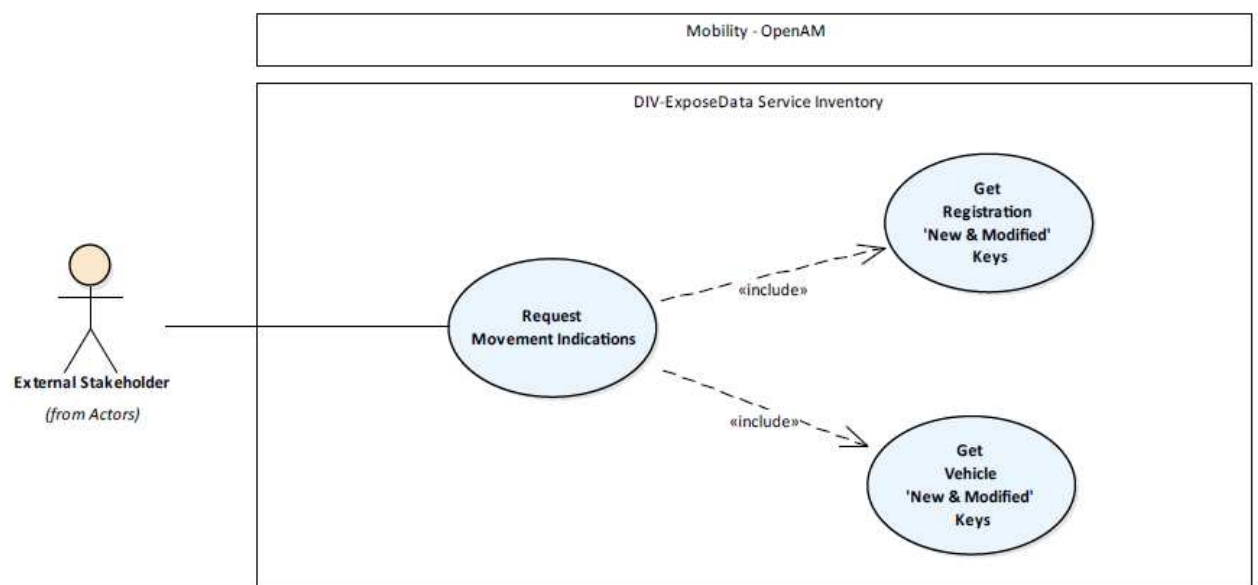 Mobility - OpenAM
DIV-ExposeData Service Inventory
Get
Registration
'New & Modified'
Keys
«include»
Request
Movement Indications
External Stakeholder
(from Actors)
«include»
Get
Vehicle
'New & Modified'
Keys